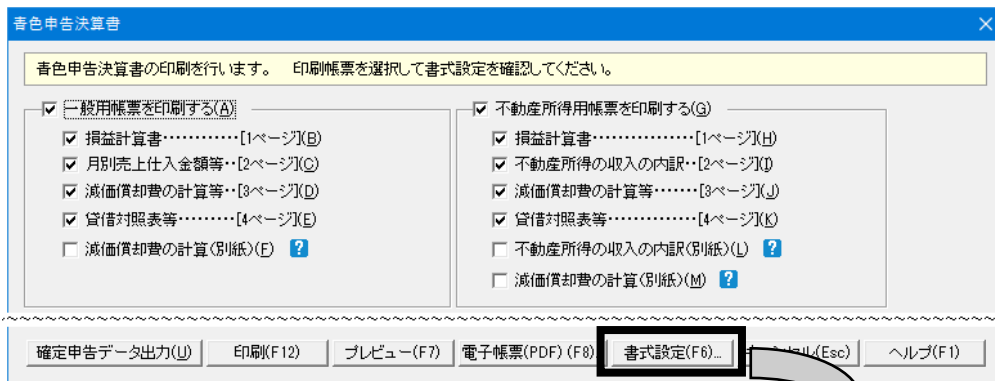 青色申告決算書
青色申告決算書の印刷を行います。 印刷帳票を選択して書式設定を確認してください。
一般用帳票を印刷する(A)
損益計算書・・・・・・・・・・・・[1ページ](B)
月別売上仕入金額等・・[2ページ](C)
減価償却費の計算等・・[3ページ](D)
貸借対照表等・・・・・・・・・[4ページ](E)
減価償却費の計算(別紙)(F) ?
不動産所得用帳票を印刷する(G)
損益計算書・・・・・・・・・・・・・・・[1ページ](H)
不動産所得の収入の内訳・・[2ページ](I)
減価償却費の計算等・・・・・・・[3ページ](J)
貸借対照表等・・・・・・・・・・・・・[4ページ](K)
不動産所得の収入の内訳(別紙)(L) ?
減価償却費の計算(別紙)(M) ?
確定申告データ出力(U) 印刷(F12) プレビュー(F7) 電子帳票(PDF) (F8) 書式設定(F6)... (Esc) ヘルプ(F1)